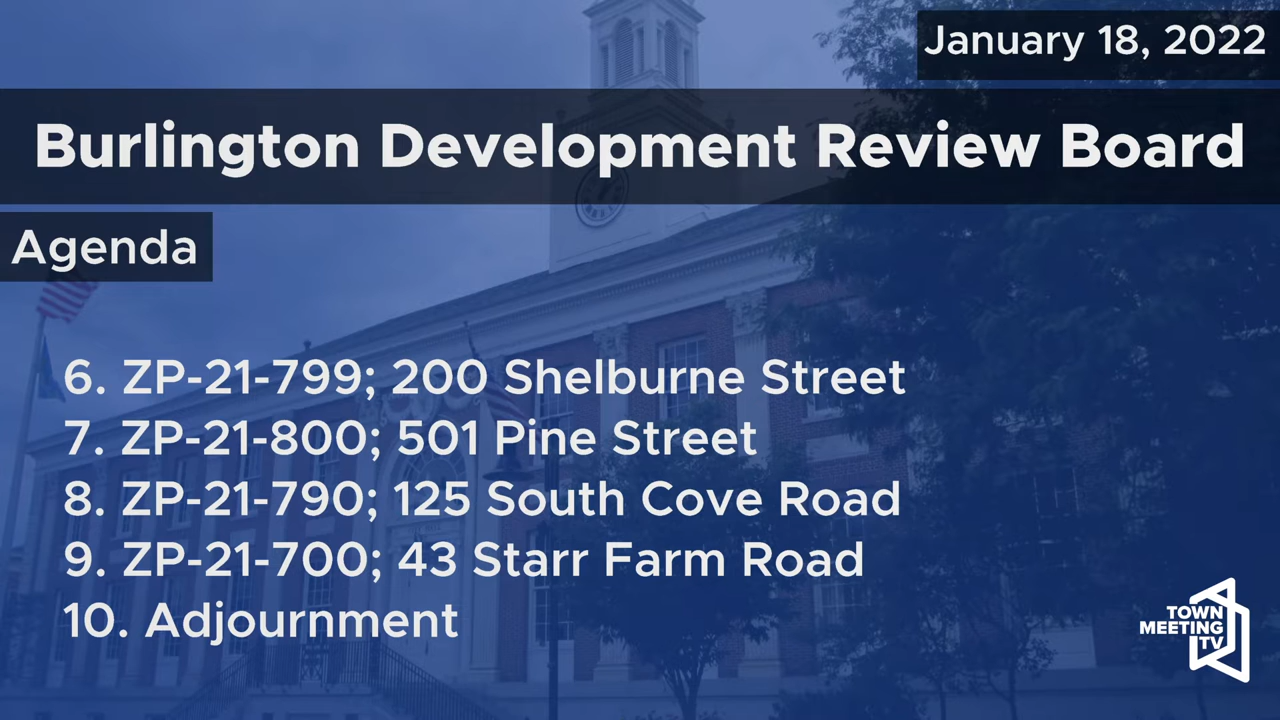 January 18, 2022
Burlington Development Review Board
Agenda
6. ZP-21-799; 200 Shelburne Street
7. ZP-21-800; 501 Pine Street
8. ZP-21-790; 125 South Cove Road
9. ZP-21-700; 43 Starr Farm Road
10. Adjournment
TOWN
MEETING
TV